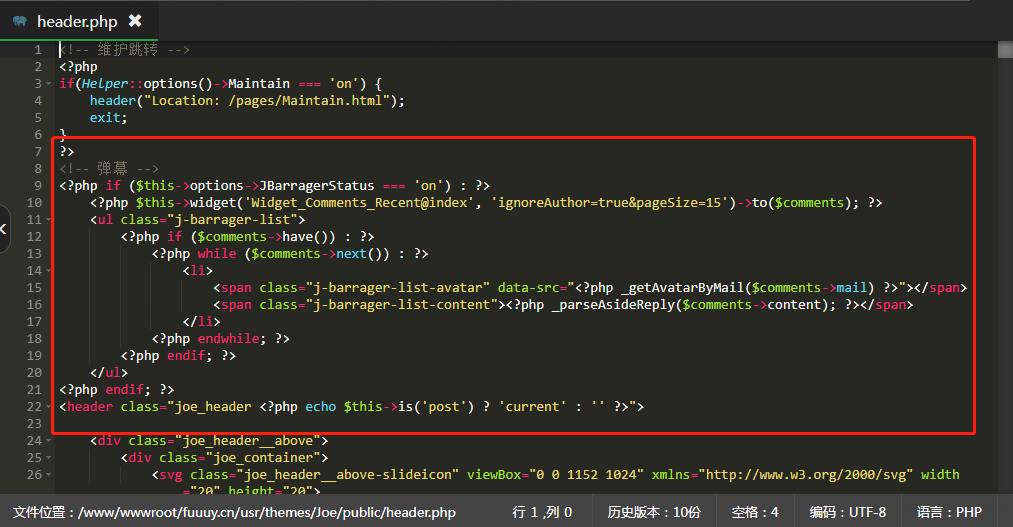 header.php ✖
1 <!-- 维护跳转 -->
2 <?php
3 if(Helper::options()->Maintain === 'on') {
4     header("Location: /pages/Maintain.html");
5     exit;
6 }
7 ?>
8 <!-- 弹幕 -->
9 <?php if ($this->options->JBarragerStatus === 'on') : ?>
10     <?php $this->widget('Widget_Comments_Recent@index', 'ignoreAuthor=true&pageSize=15')->to($comments); ?>
11     <ul class="j-barrager-list">
12         <?php if ($comments->have()) : ?>
13             <?php while ($comments->next()) : ?>
14                 <li>
15                     <span class="j-barrager-list-avatar" data-src="<?php _getAvatarByMail($comments->mail) ?>"></span>
16                     <span class="j-barrager-list-content"><?php _parseAsideReply($comments->content); ?></span>
17                 </li>
18             <?php endwhile; ?>
19         <?php endif; ?>
20     </ul>
21 <?php endif; ?>
22 <header class="joe_header <?php echo $this->is('post') ? 'current' : '' ?>">
23
24     <div class="joe_header__above">
25         <div class="joe_container">
26             <svg class="joe_header__above-slideicon" viewBox="0 0 1152 1024" xmlns="http://www.w3.org/2000/svg" width
="20" height="20">
文件位置 : /www/wwwroot/fuuuy.cn/usr/themes/Joe/public/header.php 行 1 ,列 0 历史版本 : 10份 空格 : 4 编码 : UTF-8 语言 : PHP